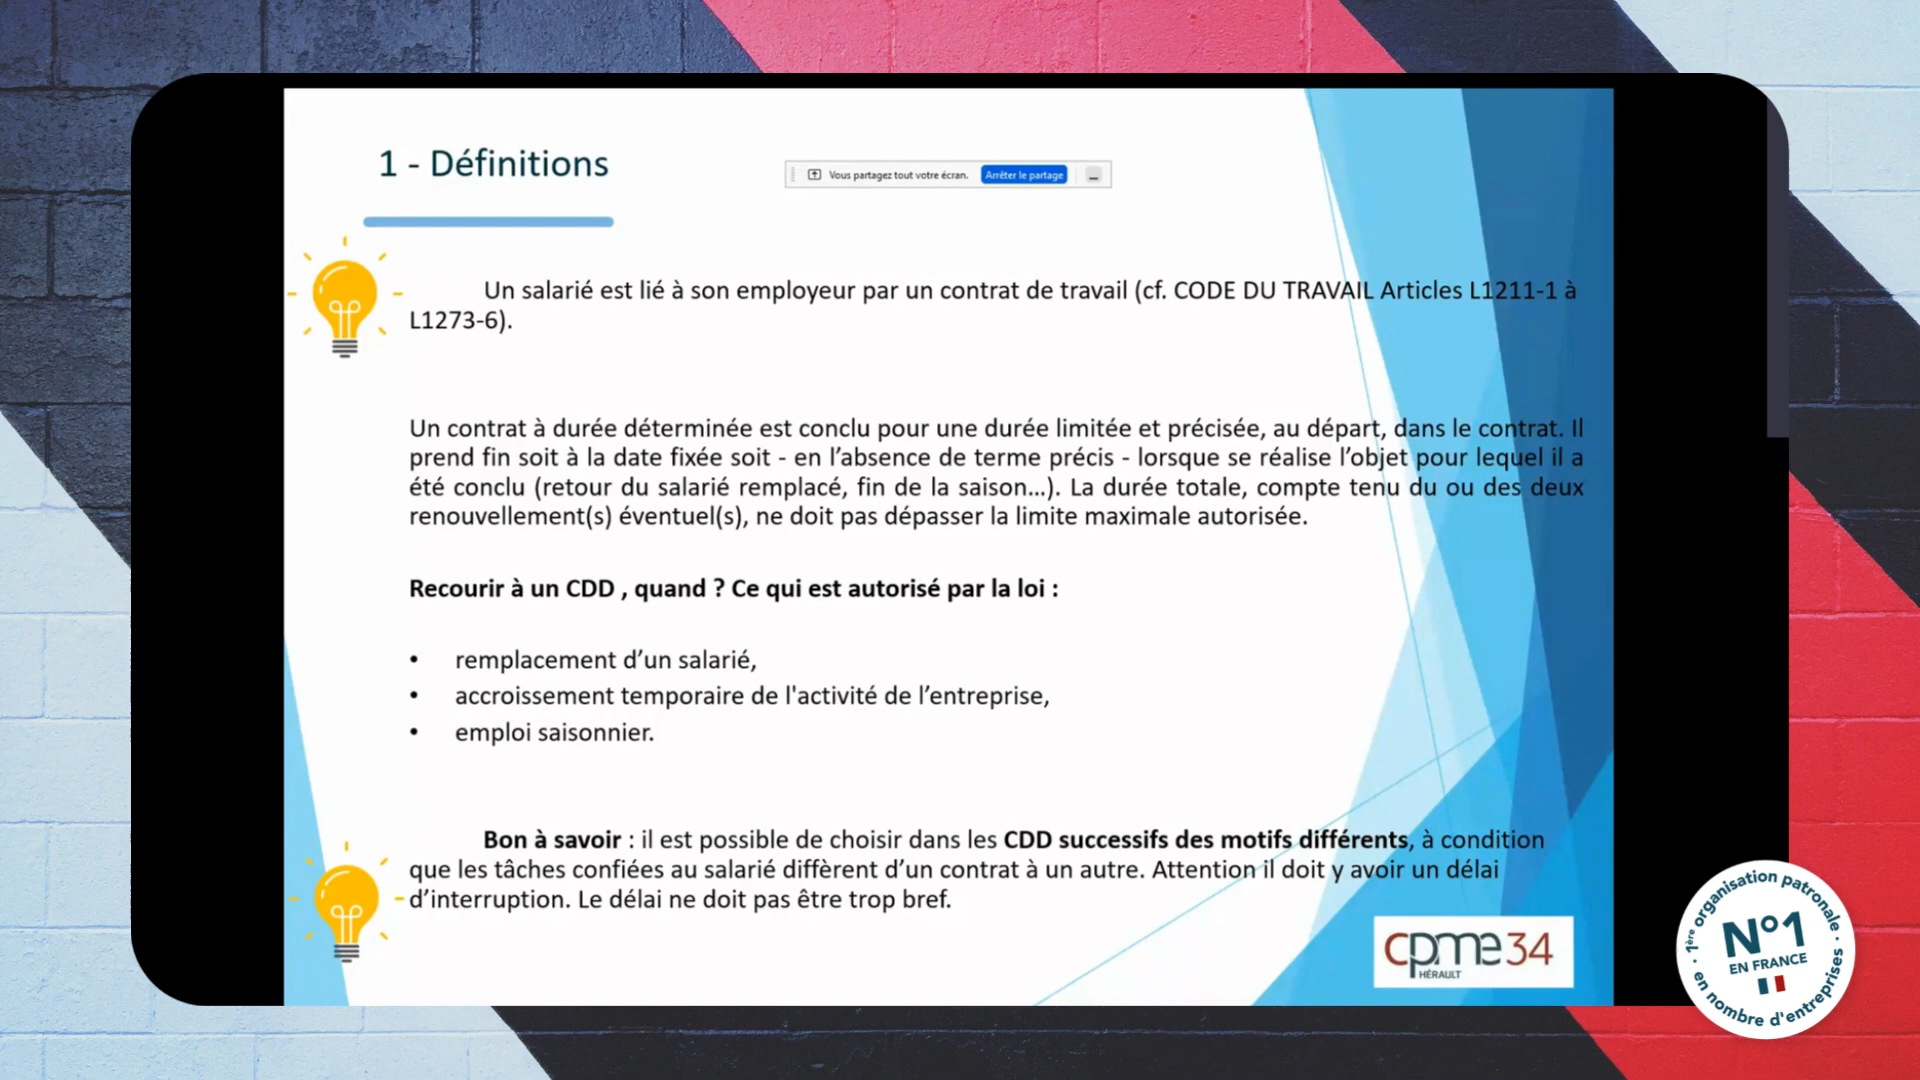 1 - Définitions
Vous partagez tout votre écran. Arrêter le partage
Un salarié est lié à son employeur par un contrat de travail (cf. CODE DU TRAVAIL Articles L1211-1 à
L1273-6).
Un contrat à durée déterminée est conclu pour une durée limitée et précisée, au départ, dans le contrat. Il
prend fin soit à la date fixée soit - en l’absence de terme précis - lorsque se réalise l’objet pour lequel il a
été conclu (retour du salarié remplacé, fin de la saison…). La durée totale, compte tenu du ou des deux
renouvellement(s) éventuel(s), ne doit pas dépasser la limite maximale autorisée.
Recourir à un CDD , quand ? Ce qui est autorisé par la loi :
• remplacement d’un salarié,
• accroissement temporaire de l'activité de l’entreprise,
• emploi saisonnier.
Bon à savoir : il est possible de choisir dans les CDD successifs des motifs différents, à condition
que les tâches confiées au salarié diffèrent d’un contrat à un autre. Attention il doit y avoir un délai
d’interruption. Le délai ne doit pas être trop bref.
cpme34
HÉRAULT
1ère organisation patronale
N°1
EN FRANCE
en nombre d'entreprises